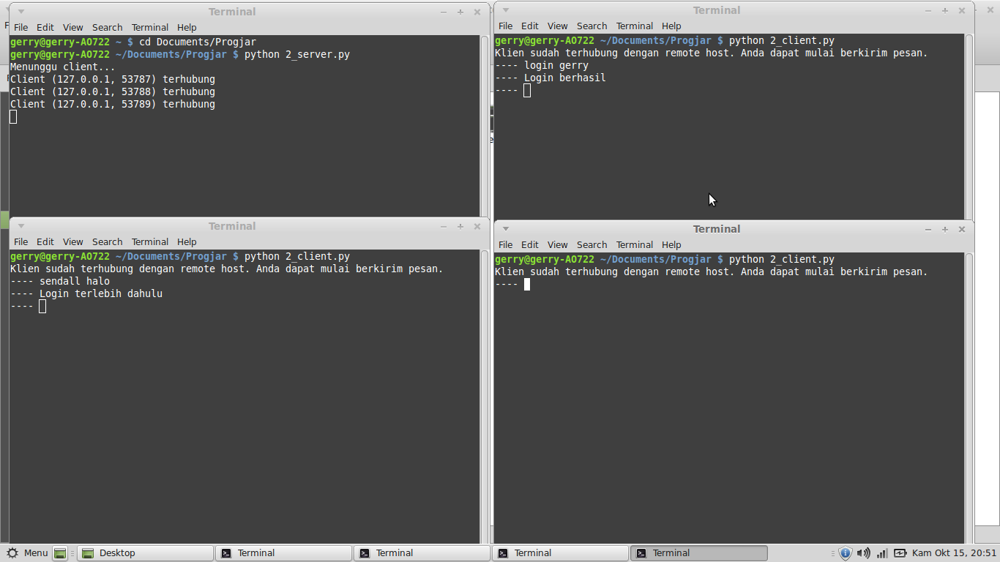 Terminal
File Edit View Search Terminal Help
gerry@gerry-AO722 ~ $ cd Documents/Progjar
gerry@gerry-AO722 ~/Documents/Progjar $ python 2_server.py
Menunggu client...
Client (127.0.0.1, 53787) terhubung
Client (127.0.0.1, 53788) terhubung
Client (127.0.0.1, 53789) terhubung
Terminal
File Edit View Search Terminal Help
gerry@gerry-AO722 ~/Documents/Progjar $ python 2_client.py
Klien sudah terhubung dengan remote host. Anda dapat mulai berkirim pesan.
---- login gerry
---- Login berhasil
----
Terminal
File Edit View Search Terminal Help
gerry@gerry-AO722 ~/Documents/Progjar $ python 2_client.py
Klien sudah terhubung dengan remote host. Anda dapat mulai berkirim pesan.
---- sendall halo
---- Login terlebih dahulu
----
Terminal
File Edit View Search Terminal Help
gerry@gerry-AO722 ~/Documents/Progjar $ python 2_client.py
Klien sudah terhubung dengan remote host. Anda dapat mulai berkirim pesan.
----
Menu Desktop Terminal Terminal Terminal Terminal Kam Okt 15, 20:51